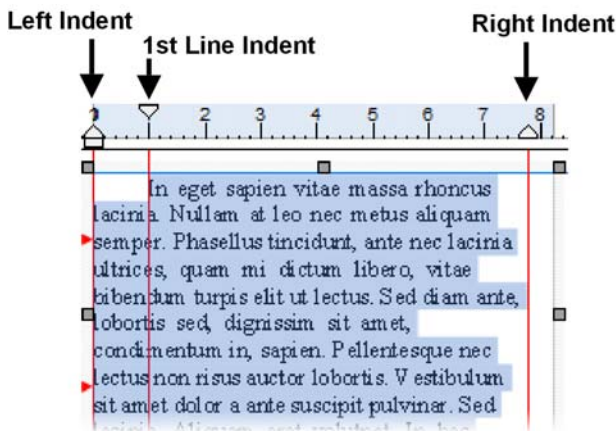 Left Indent
1st Line Indent
Right Indent
2 3 4 5 6 7 8
In eget sapien vitae massa rhoncus
lacinia. Nullam at leo nec metus aliquam
semper. Phasellus tincidunt, ante nec lacinia
ultrices, quam mi dictum libero, vitae
bibendum turpis elit ut lectus. Sed diam ante,
lobortis sed, dignissim sit amet,
condimentum in, sapien. Pellentesque nec
lectus non risus auctor lobortis. Vestibulum
sit amet dolor a ante suscipit pulvinar. Sed